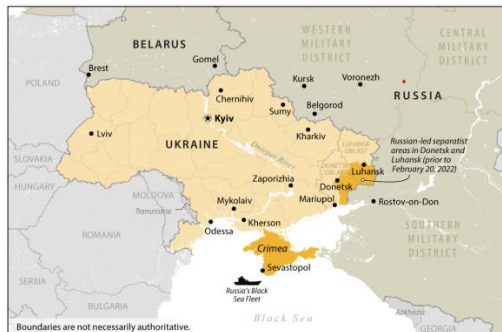 WESTERN
MILITARY
DISTRICT
CENTRAL
MILITARY
DISTRICT
BELARUS
Gomel
Brest
Kursk
Voronezh
POLAND
Chernihiv
RUSSIA
Sumy
Belgorod
Kyiv
Lviv
Kharkiv
Russian-led separatist
areas in Donetsk and
Luhansk (prior to
February 20, 2022)
UKRAINE
Dnieper River
LUHANSK
OBLAST
SLOVAKIA
DONETSK
OBLAST
Luhansk
Zaporizhia
Donetsk
HUNGARY
MOLDOVA
Transnistria
Mykolaiv
Mariupol
Rostov-on-Don
Kherson
Odessa
SOUTHERN
MILITARY
DISTRICT
ROMANIA
Crimea
SERBIA
Sevastopol
Russia's Black
Sea Fleet
BULGARIA
Black Sea
Abkhazia
GEORGIA
Boundaries are not necessarily authoritative.